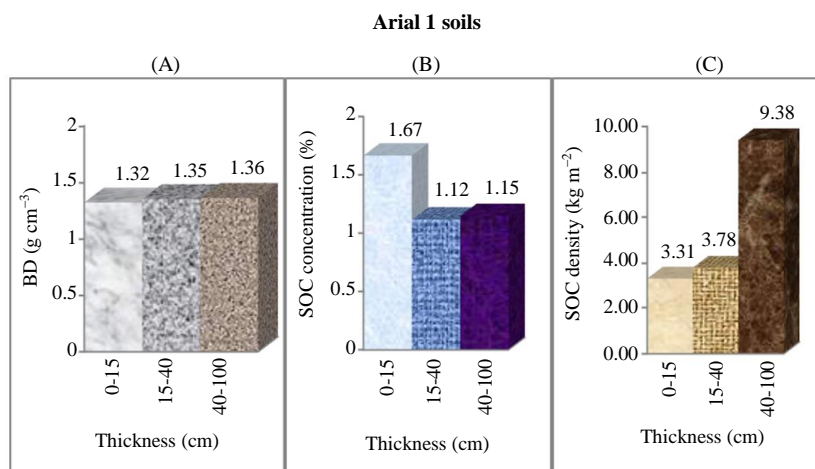 Arial 1 soils
(A)
BD (g cm⁻³)
2
1.5
1
0.5
0
1.32 1.35 1.36
0-15 15-40 40-100
Thickness (cm)
(B)
SOC concentration (%)
2
1.5
1
0.5
0
1.67 1.12 1.15
0-15 15-40 40-100
Thickness (cm)
(C)
SOC density (kg m⁻²)
10.00
8.00
6.00
4.00
2.00
0.00
3.31 3.78 9.38
0-15 15-40 40-100
Thickness (cm)